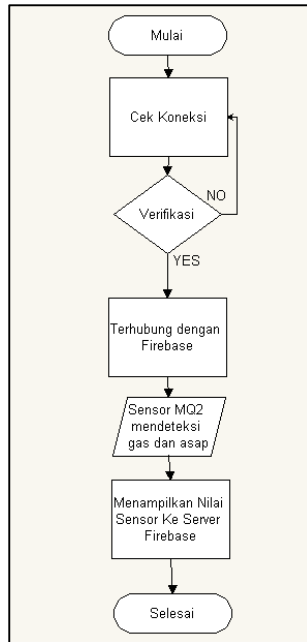 Mulai
Cek Koneksi
NO
Verifikasi
YES
Terhubung dengan
Firebase
Sensor MQ2
mendeteksi
gas dan asap
Menampilkan Nilai
Sensor Ke Server
Firebase
Selesai